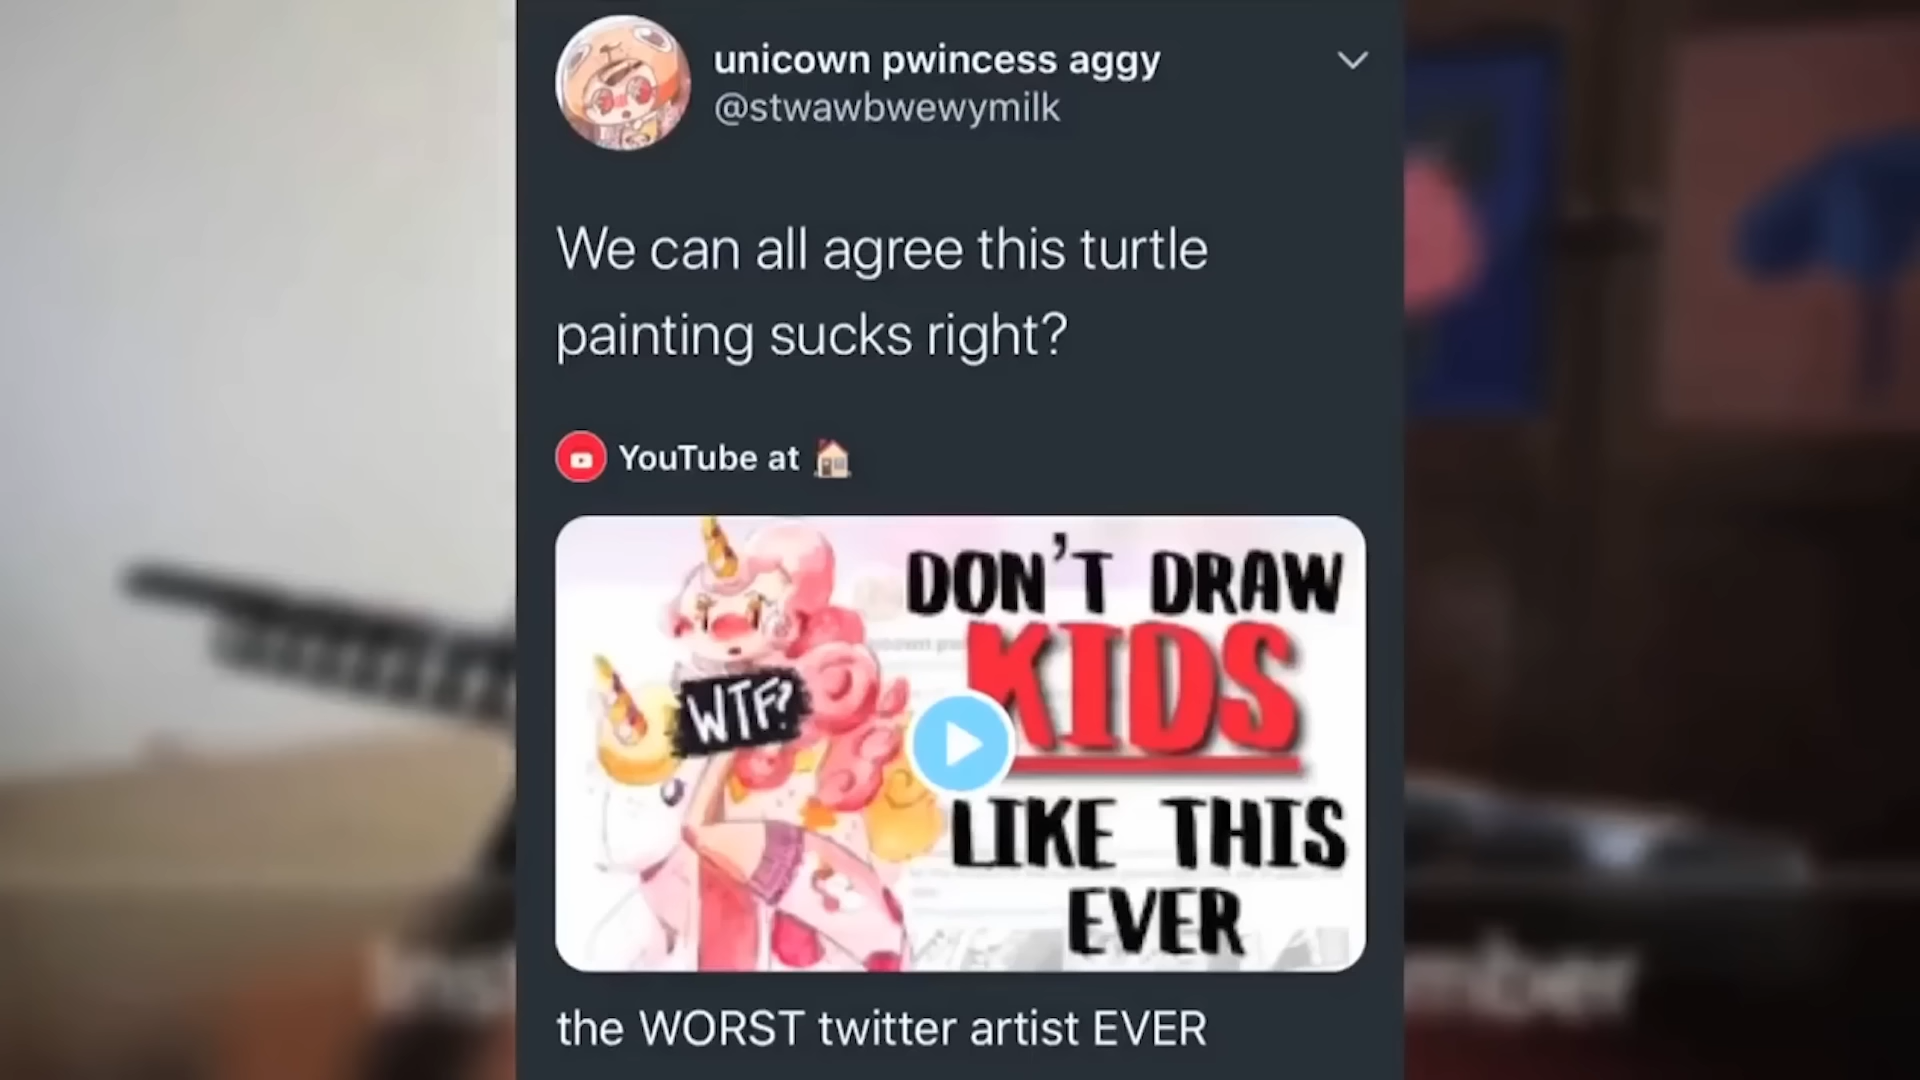 unicown pwincess aggy
@stwawbwewymilk
We can all agree this turtle
painting sucks right?
YouTube at
WTF?
DON'T DRAW
KIDS
LIKE THIS
EVER
the WORST twitter artist EVER